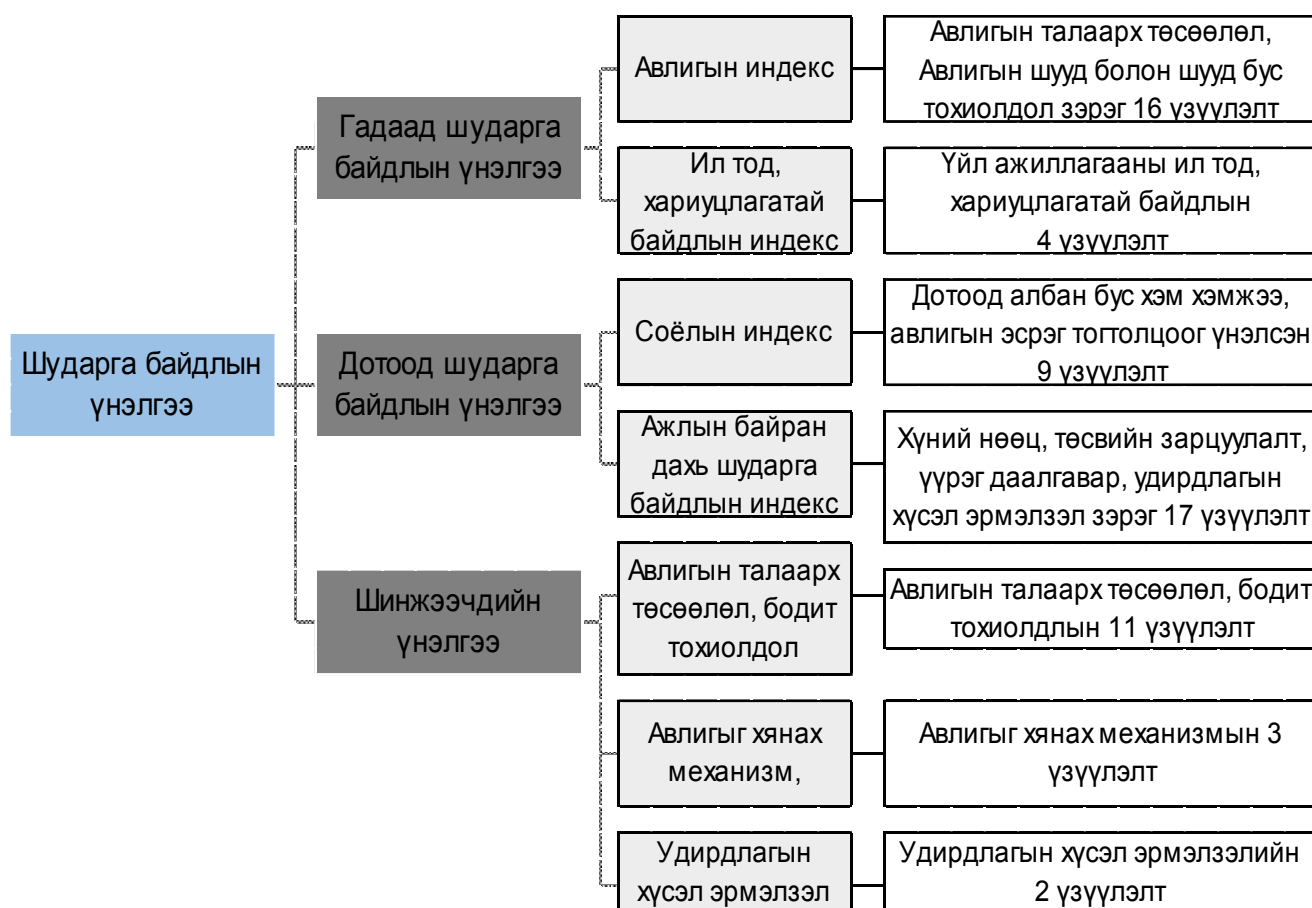 Шударга байдлын
үнэлгээ
Гадаад шударга
байдлын үнэлгээ
Авлигын индекс
Авлигын талаарх төсөөлөл,
Авлигын шууд болон шууд бус
тохиолдол зэрэг 16 үзүүлэлт
Ил тод,
хариуцлагатай
байдлын индекс
Үйл ажиллагааны ил тод,
хариуцлагатай байдлын
4 үзүүлэлт
Дотоод шударга
байдлын үнэлгээ
Соёлын индекс
Дотоод албан бус хэм хэмжээ,
авлигын эсрэг тогтолцоог үнэлсэн
9 үзүүлэлт
Ажлын байран
дахь шударга
байдлын индекс
Хүний нөөц, төсвийн зарцуулалт,
үүрэг даалгавар, удирдлагын
хүсэл эрмэлзэл зэрэг 17 үзүүлэлт
Шинжээчдийн
үнэлгээ
Авлигын талаарх
төсөөлөл, бодит
тохиолдол
Авлигын талаарх төсөөлөл, бодит
тохиолдлын 11 үзүүлэлт
Авлигыг хянах
механизм,
Авлигыг хянах механизмын 3
үзүүлэлт
Удирдлагын
хүсэл эрмэлзэл
Удирдлагын хүсэл эрмэлзэлийн
2 үзүүлэлт